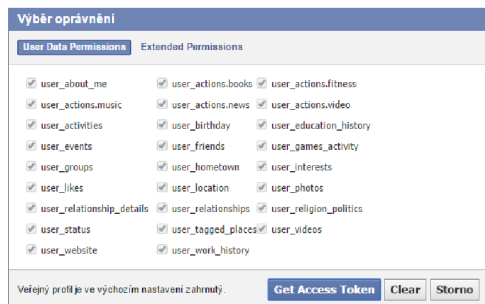 Výběr oprávnění
User Data Permissions Extended Permissions
user_about_me user_actions.books user_actions.fitness
user_actions.music user_actions.news user_actions.video
user_activities user_birthday user_education_history
user_events user_friends user_games_activity
user_groups user_hometown user_interests
user_likes user_location user_photos
user_relationship_details user_relationships user_religion_politics
user_status user_tagged_places user_videos
user_website user_work_history
Veřejný profil je ve výchozím nastavení zahrnutý. Get Access Token Clear Storno